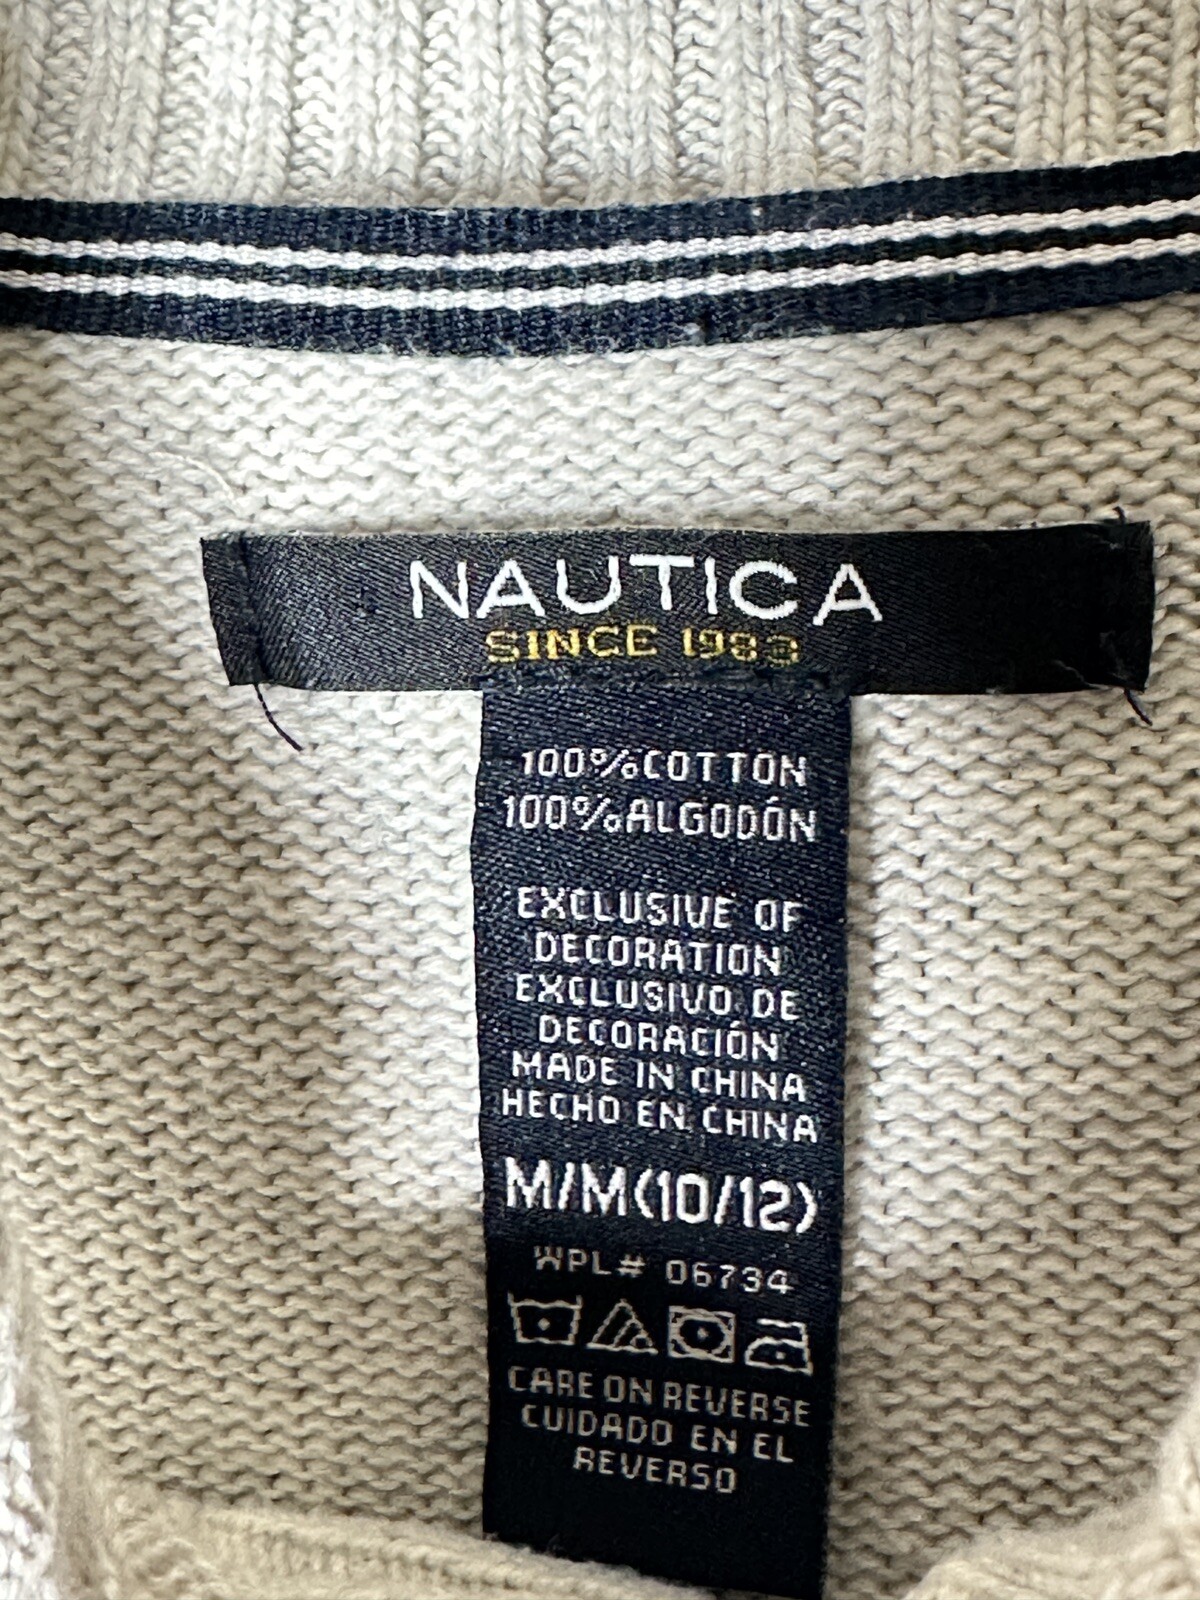 NAUTICA
SINCE 1983
100%COTTON
100%ALGODÓN
EXCLUSIVE OF
DECORATION
EXCLUSIVO DE
DECORACIÓN
MADE IN CHINA
HECHO EN CHINA
M/M(10/12)
WPL# 06734
CARE ON REVERSE
CUIDADO EN EL
REVERSO